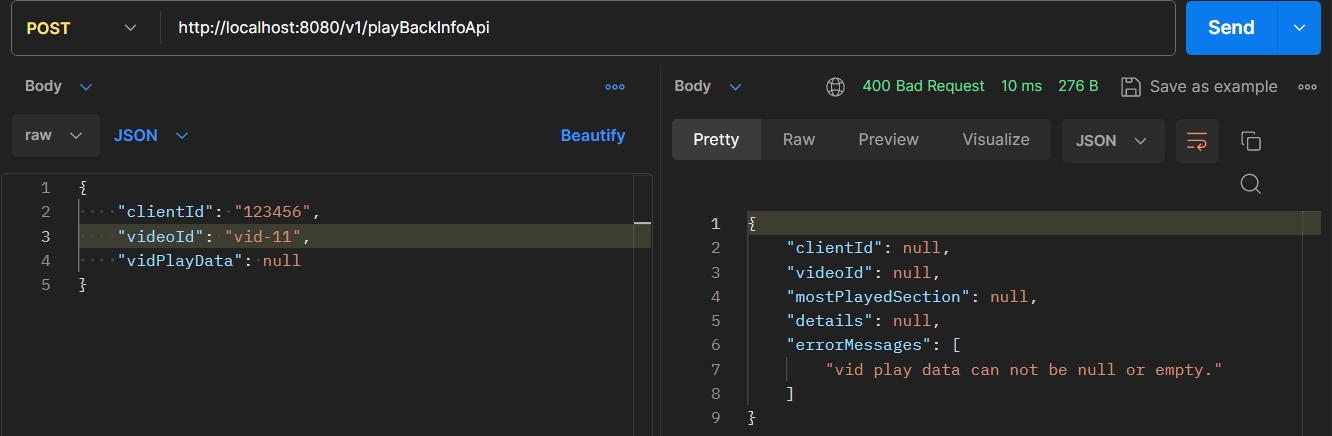 POST http://localhost:8080/v1/playBackInfoApi Send
Body
raw JSON Beautify
1 {
2 "clientId": "123456",
3 "videoId": "vid-11",
4 "vidPlayData": null
5 }
Body 400 Bad Request 10 ms 276 B Save as example
Pretty Raw Preview Visualize JSON
1 {
2 "clientId": null,
3 "videoId": null,
4 "mostPlayedSection": null,
5 "details": null,
6 "errorMessages": [
7 "vid play data can not be null or empty."
8 ]
9 }